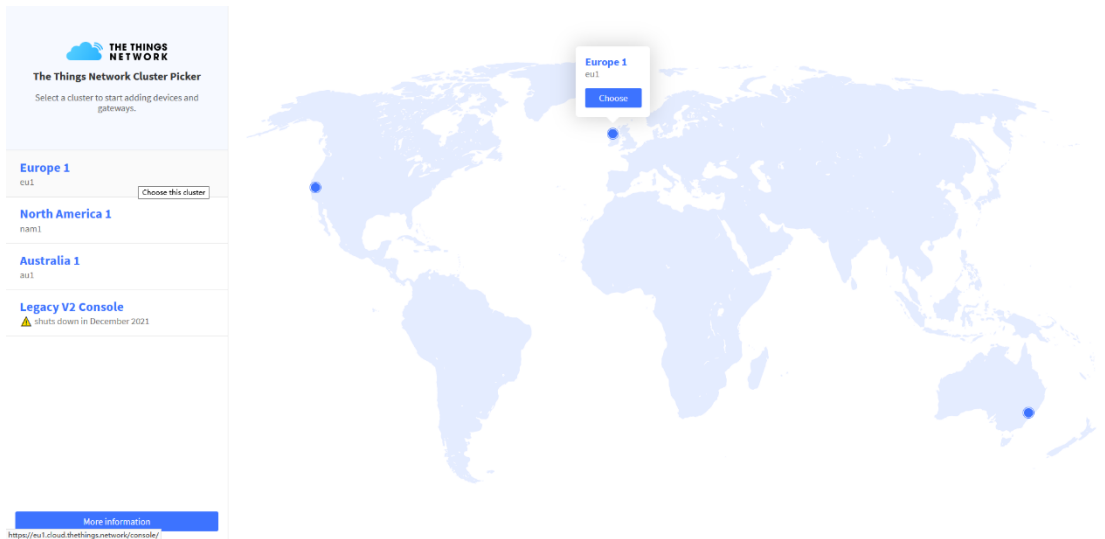 THE THINGS
NETWORK
The Things Network Cluster Picker
Select a cluster to start adding devices and
gateways.
Europe 1
eu1
Choose this cluster
North America 1
nam1
Australia 1
au1
Legacy V2 Console
⚠ shuts down in December 2021
More information
https://eu1.cloud.thethings.network/console/
Europe 1
eu1
Choose